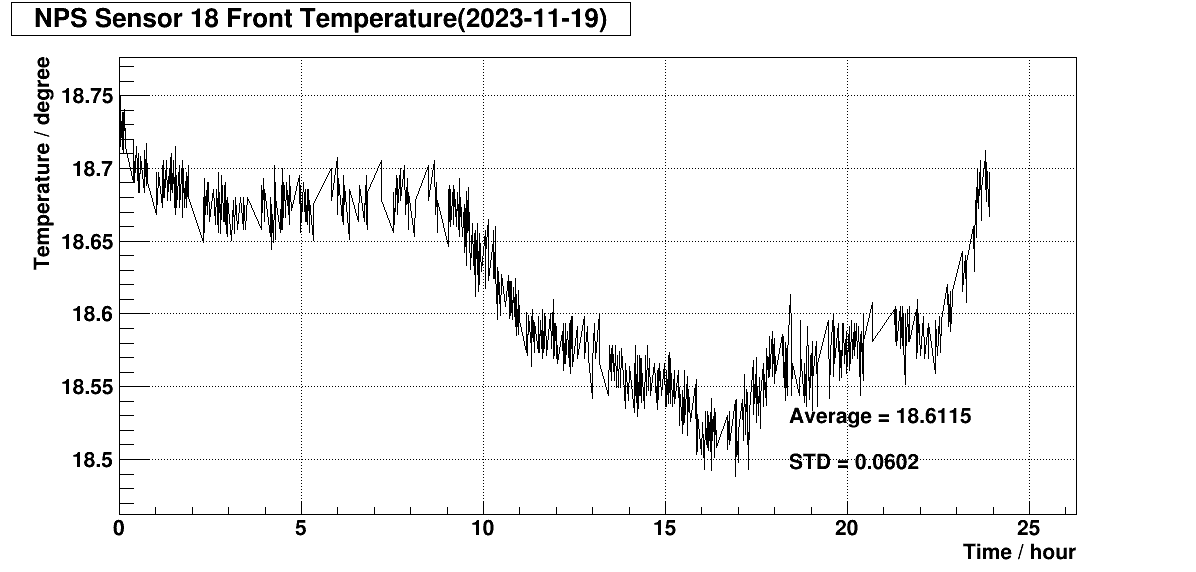 NPS Sensor 18 Front Temperature(2023-11-19)
Temperature / degree
18.75
18.7
18.65
18.6
18.55
18.5
Average = 18.6115
STD = 0.0602
0 5 10 15 20 25
Time / hour